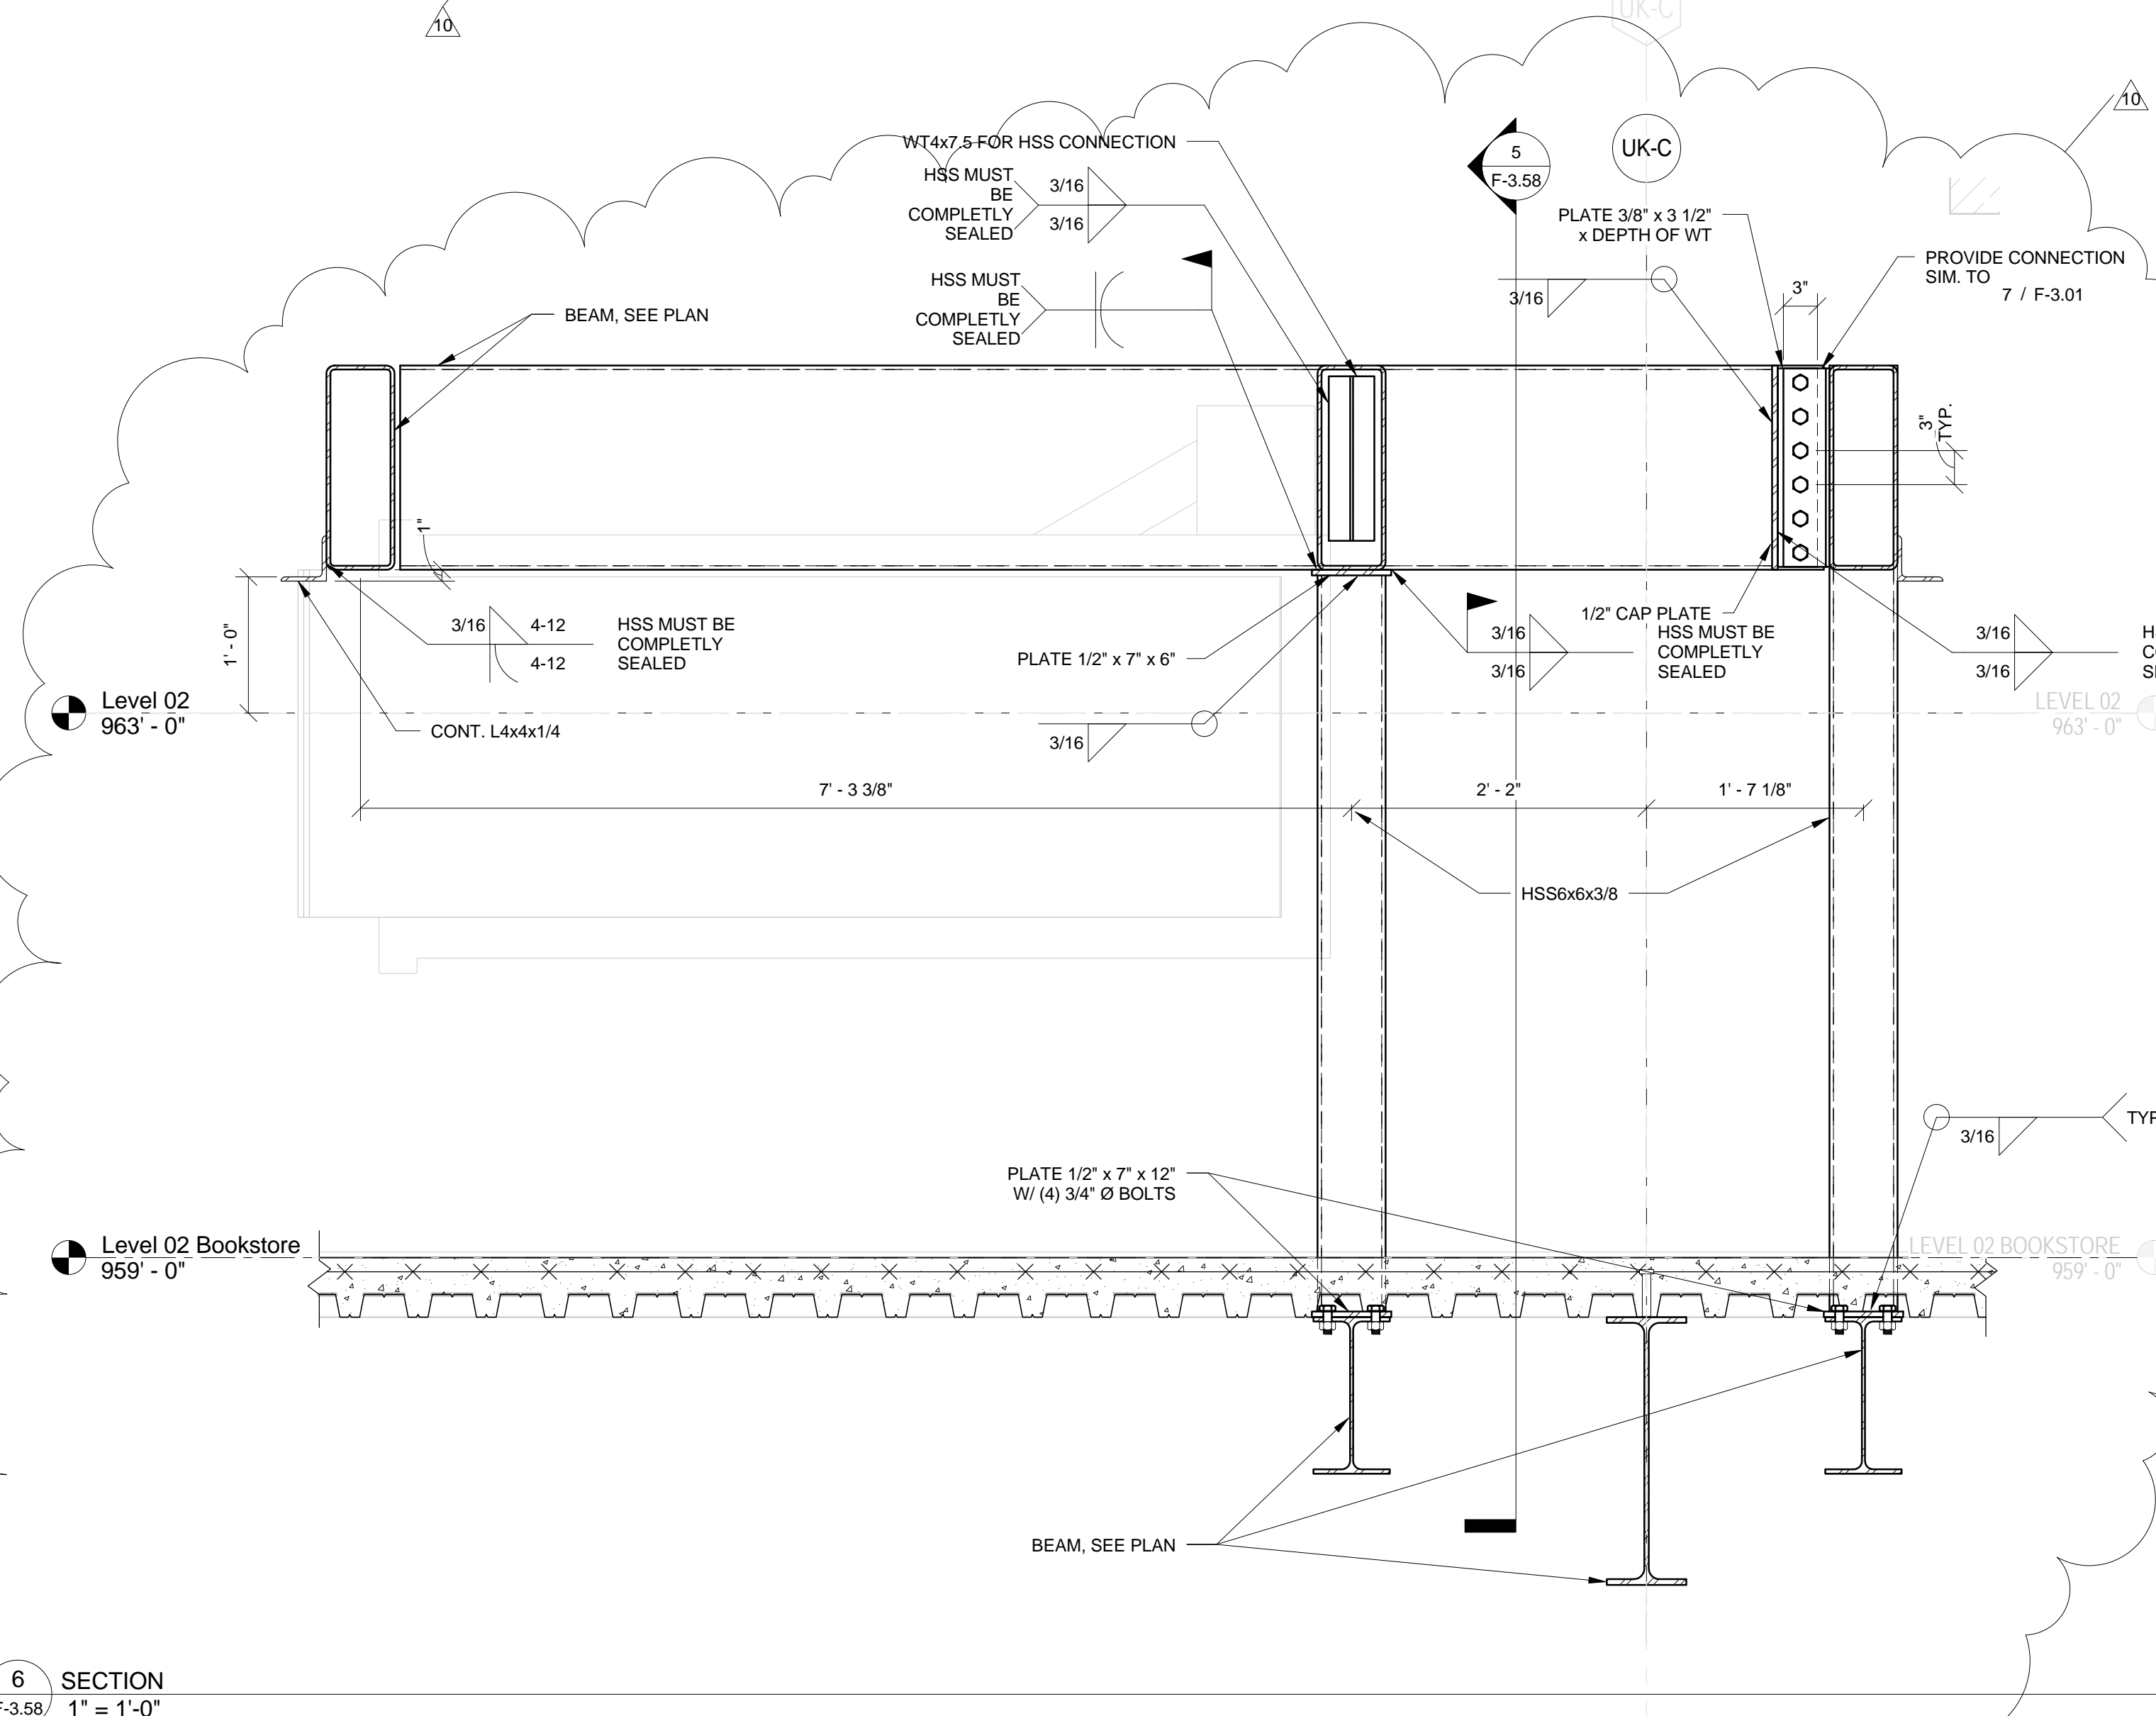 10
UK-C
10
WT4x7.5 FOR HSS CONNECTION
HSS MUST
BE
COMPLETLY
SEALED
3/16
3/16
5
F-3.58
UK-C
PLATE 3/8" x 3 1/2"
x DEPTH OF WT
3/16
3"
PROVIDE CONNECTION
SIM. TO
7 / F-3.01
HSS MUST
BE
COMPLETLY
SEALED
BEAM, SEE PLAN
3"
TYP.
1"
1' - 0"
3/16
4-12
4-12
HSS MUST BE
COMPLETLY
SEALED
PLATE 1/2" x 7" x 6"
1/2" CAP PLATE
3/16
3/16
HSS MUST BE
COMPLETLY
SEALED
3/16
3/16
Level 02
963' - 0"
CONT. L4x4x1/4
3/16
LEVEL 02
963' - 0"
7' - 3 3/8"
2' - 2"
1' - 7 1/8"
HSS6x6x3/8
3/16
PLATE 1/2" x 7" x 12"
W/ (4) 3/4" Ø BOLTS
Level 02 Bookstore
959' - 0"
LEVEL 02 BOOKSTORE
959' - 0"
BEAM, SEE PLAN
6
F-3.58
SECTION
1" = 1'-0"